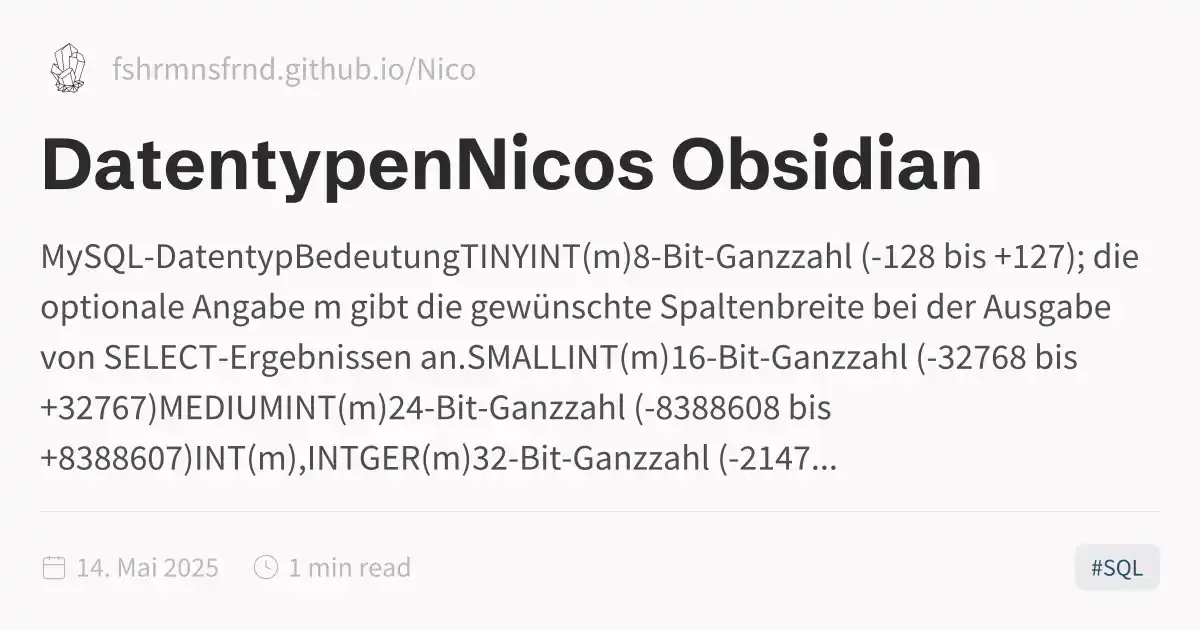 fshrmnsfrnd.github.io/Nico
DatentypenNicos Obsidian
MySQL-DatentypBedeutungTINYINT(m)8-Bit-Ganzzahl (-128 bis +127); die
optionale Angabe m gibt die gewünschte Spaltenbreite bei der Ausgabe
von SELECT-Ergebnissen an.SMALLINT(m)16-Bit-Ganzzahl (-32768 bis
+32767)MEDIUMINT(m)24-Bit-Ganzzahl (-8388608 bis
+8388607)INT(m),INTGER(m)32-Bit-Ganzzahl (-2147...
14. Mai 2025 1 min read #SQL